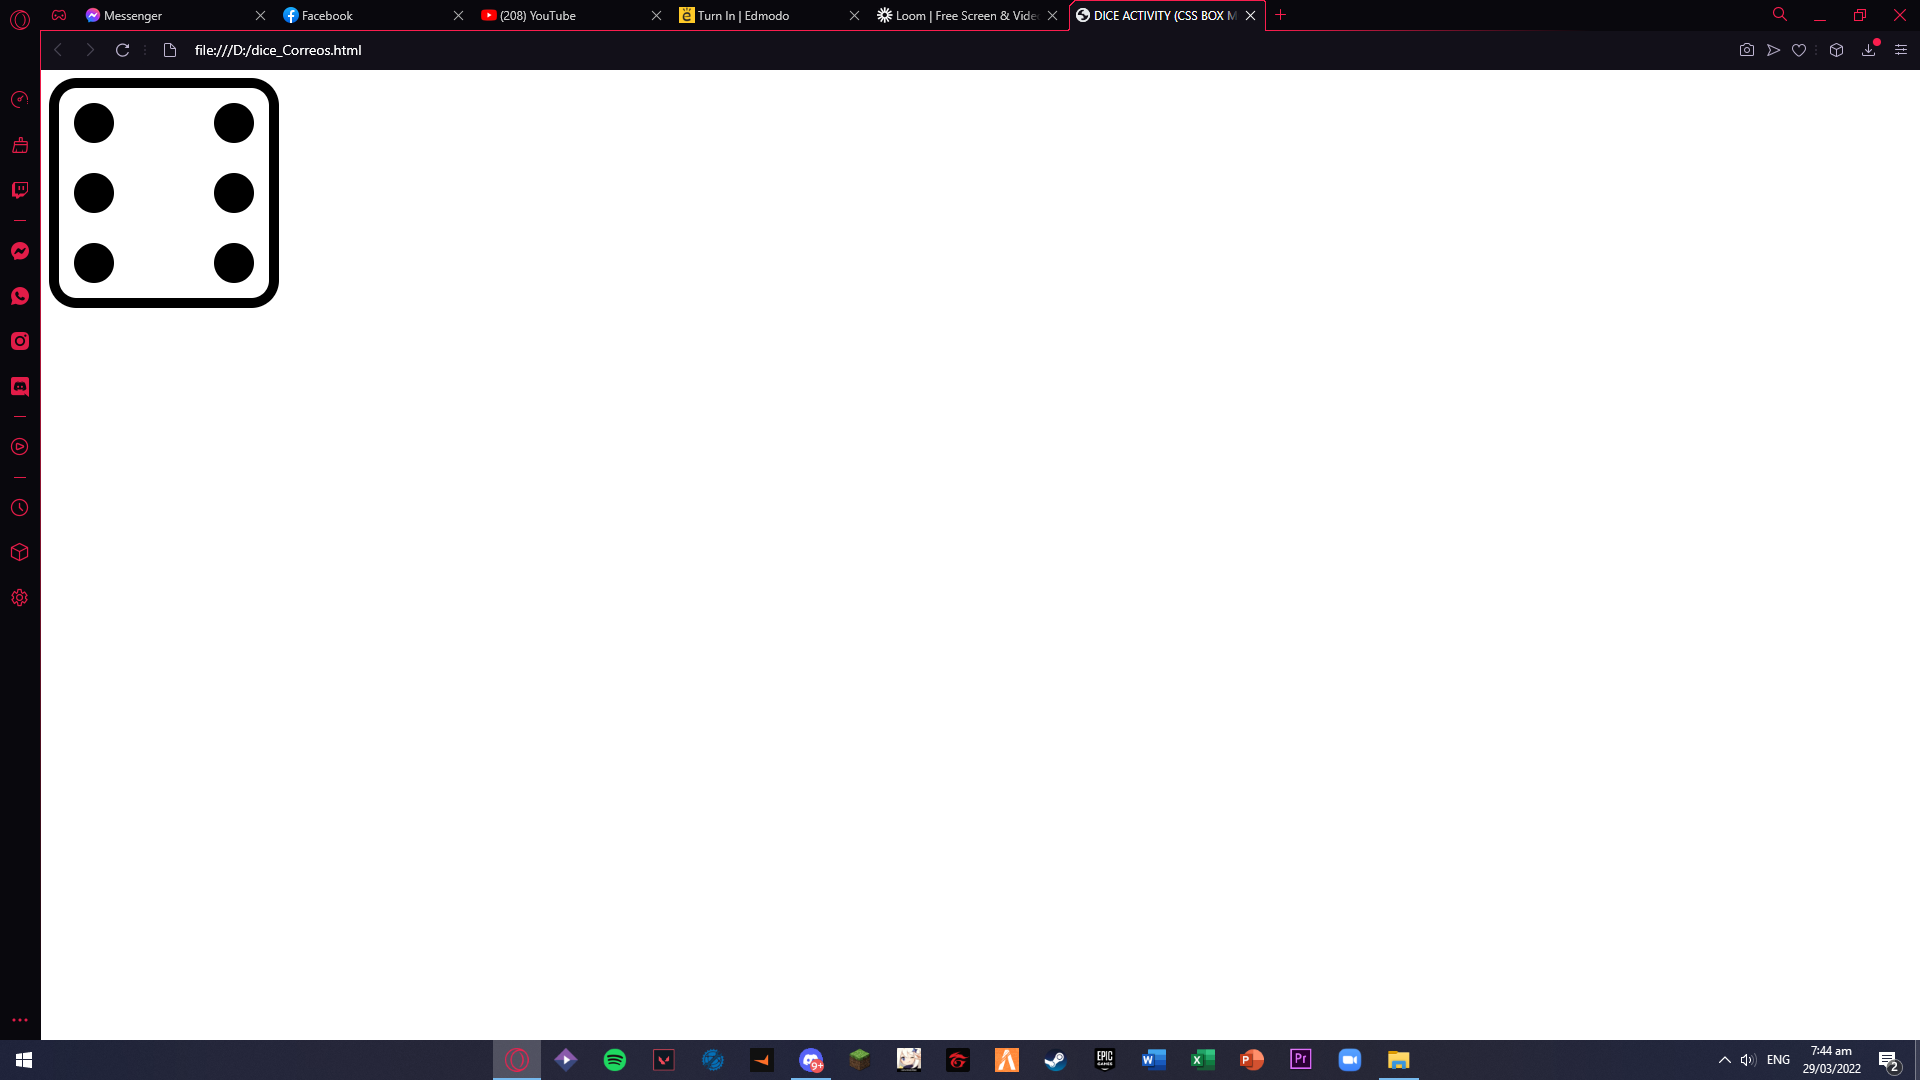 Messenger
Facebook
(208) YouTube
Turn In | Edmodo
Loom | Free Screen & Vide
DICE ACTIVITY (CSS BOX M
file:///D:/dice_Correos.html
9+
EPIC
GAMES
W
X
P
Pr
ENG
7:44 am
29/03/2022
2